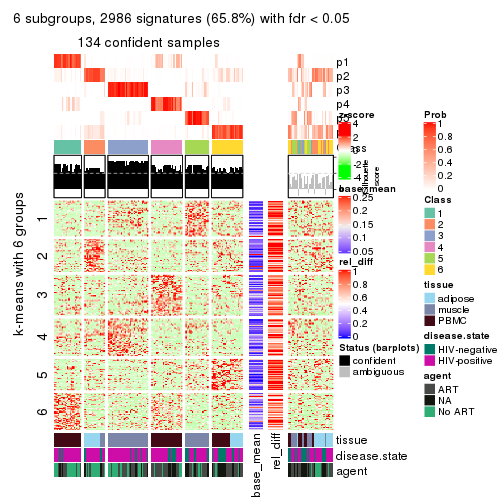 6 subgroups, 2986 signatures (65.8%) with fdr < 0.05
134 confident samples
p1
p2
p3
p4
Class
Silhouette
score
z-score
4
2
0
-2
-4
base_mean
0.25
0.2
0.15
0.1
0.05
rel_diff
1
0.8
0.6
0.4
0.2
0
Status (barplots)
confident
ambiguous
Prob
1
0.8
0.6
0.4
0.2
0
Class
1
2
3
4
5
6
tissue
adipose
muscle
PBMC
disease.state
HIV-negative
HIV-positive
agent
ART
NA
No ART
k-means with 6 groups
1
2
3
4
5
6
tissue
disease.state
agent
base_mean
rel_diff